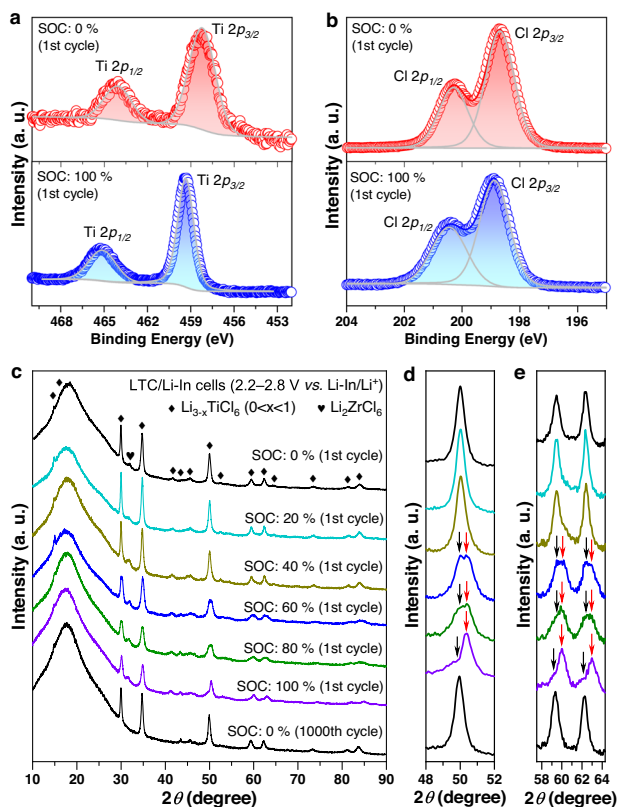 a
SOC: 0 %
(1st cycle)
Ti 2p1/2
Ti 2p3/2
SOC: 100 %
(1st cycle)
Ti 2p1/2
Ti 2p3/2
Intensity (a. u.)
468 465 462 459 456 453
Binding Energy (eV)
b
SOC: 0 %
(1st cycle)
Cl 2p3/2
Cl 2p1/2
SOC: 100 %
(1st cycle)
Cl 2p3/2
Cl 2p1/2
Intensity (a. u.)
204 202 200 198 196
Binding Energy (eV)
c
LTC/Li-In cells (2.2–2.8 V vs. Li-In/Li+)
♦ Li3-xTiCl6 (0<x<1) ♥ Li2ZrCl6
SOC: 0 % (1st cycle)
SOC: 20 % (1st cycle)
SOC: 40 % (1st cycle)
SOC: 60 % (1st cycle)
SOC: 80 % (1st cycle)
SOC: 100 % (1st cycle)
SOC: 0 % (1000th cycle)
Intensity (a. u.)
10 20 30 40 50 60 70 80 90
2θ (degree)
d
Intensity (a. u.)
48 50 52
2θ (degree)
e
Intensity (a. u.)
58 60 62 64
2θ (degree)